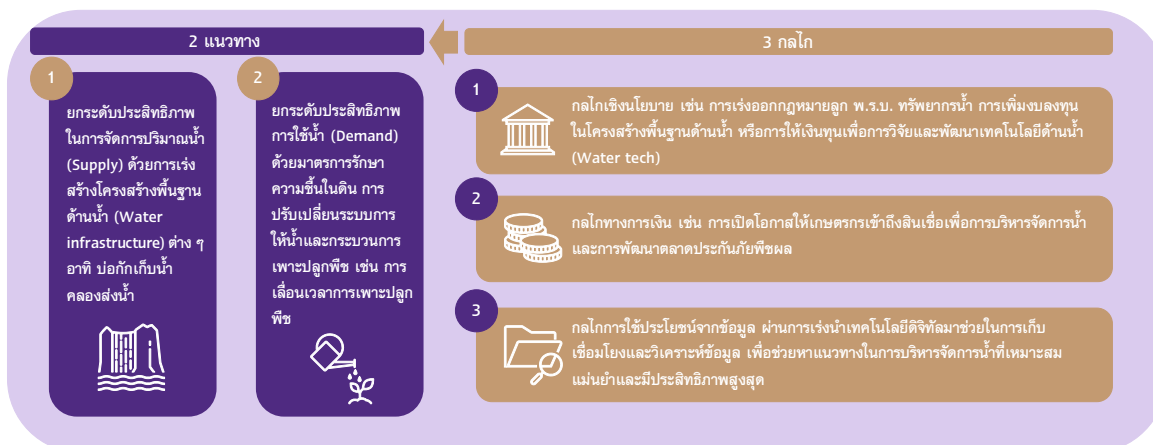 2 แนวทาง
1
ยกระดับประสิทธิภาพ
ในการจัดการปริมาณน้ำ
(Supply) ด้วยการเร่ง
สร้างโครงสร้างพื้นฐาน
ด้านน้ำ (Water
infrastructure) ต่าง ๆ
อาทิ บ่อกักเก็บน้ำ
คลองส่งน้ำ
2
ยกระดับประสิทธิภาพ
การใช้น้ำ (Demand)
ด้วยมาตรการรักษา
ความชื้นในดิน การ
ปรับเปลี่ยนระบบการ
ให้น้ำและกระบวนการ
เพาะปลูกพืช เช่น การ
เลื่อนเวลาการเพาะปลูก
พืช
3 กลไก
1
กลไกเชิงนโยบาย เช่น การเร่งออกกฎหมายลูก พ.ร.บ. ทรัพยากรน้ำ การเพิ่มงบลงทุน
ในโครงสร้างพื้นฐานด้านน้ำ หรือการให้เงินทุนเพื่อการวิจัยและพัฒนาเทคโนโลยีด้านน้ำ
(Water tech)
2
กลไกทางการเงิน เช่น การเปิดโอกาสให้เกษตรกรเข้าถึงสินเชื่อเพื่อการบริหารจัดการน้ำ
และการพัฒนาตลาดประกันภัยพืชผล
3
กลไกการใช้ประโยชน์จากข้อมูล ผ่านการเร่งนำเทคโนโลยีดิจิทัลมาช่วยในการเก็บ
เชื่อมโยงและวิเคราะห์ข้อมูล เพื่อช่วยหาแนวทางในการบริหารจัดการน้ำที่เหมาะสม
แม่นยำและมีประสิทธิภาพสูงสุด